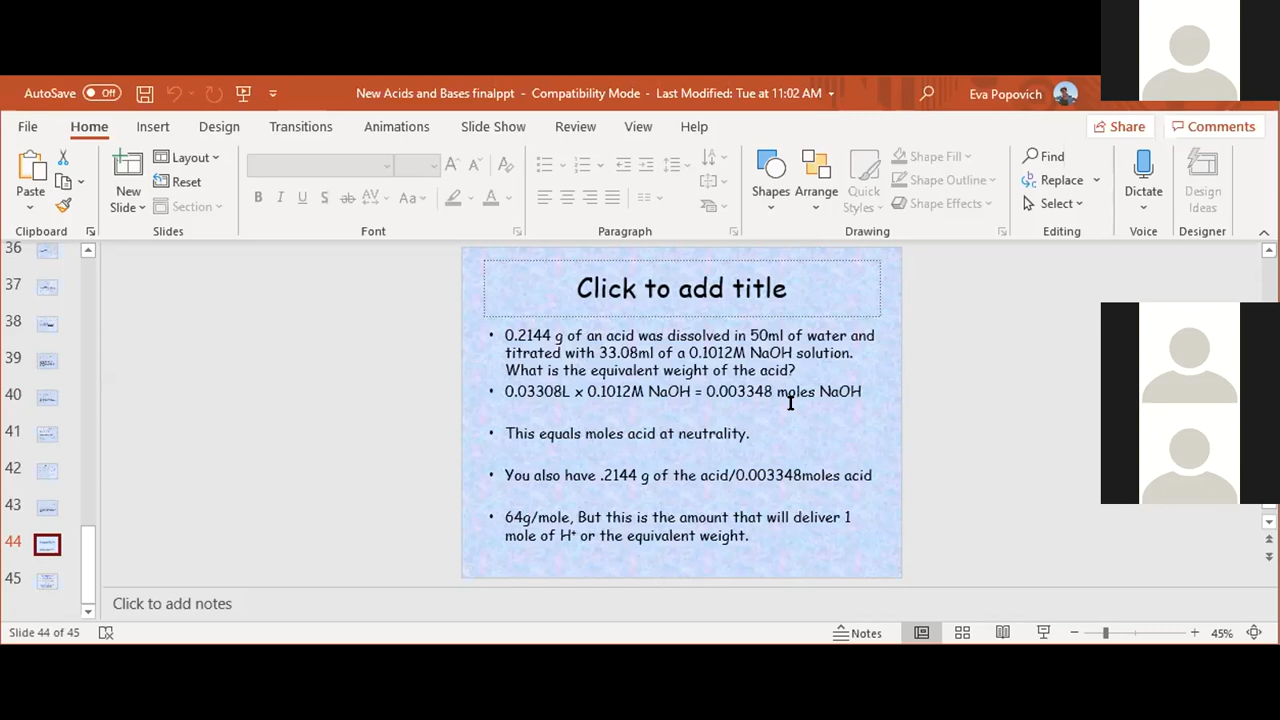 AutoSave Off New Acids and Bases finalppt - Compatibility Mode - Last Modified: Tue at 11:02 AM Eva Popovich
File Home Insert Design Transitions Animations Slide Show Review View Help Share Comments
Paste
Clipboard
New
Slide
Layout
Reset
Section
Slides
B I U S ab AV Aa A
Font
Paragraph
Shapes
Arrange
Quick
Styles
Shape Fill
Shape Outline
Shape Effects
Drawing
Find
Replace
Select
Editing
Dictate
Voice
Design
Ideas
Designer
36
37
38
39
40
41
42
43
44
45
Click to add title
• 0.2144 g of an acid was dissolved in 50ml of water and
titrated with 33.08ml of a 0.1012M NaOH solution.
What is the equivalent weight of the acid?
• 0.03308L x 0.1012M NaOH = 0.003348 moles NaOH
• This equals moles acid at neutrality.
• You also have .2144 g of the acid/0.003348moles acid
• 64g/mole, But this is the amount that will deliver 1
mole of H⁺ or the equivalent weight.
Click to add notes
Slide 44 of 45 Notes 45%